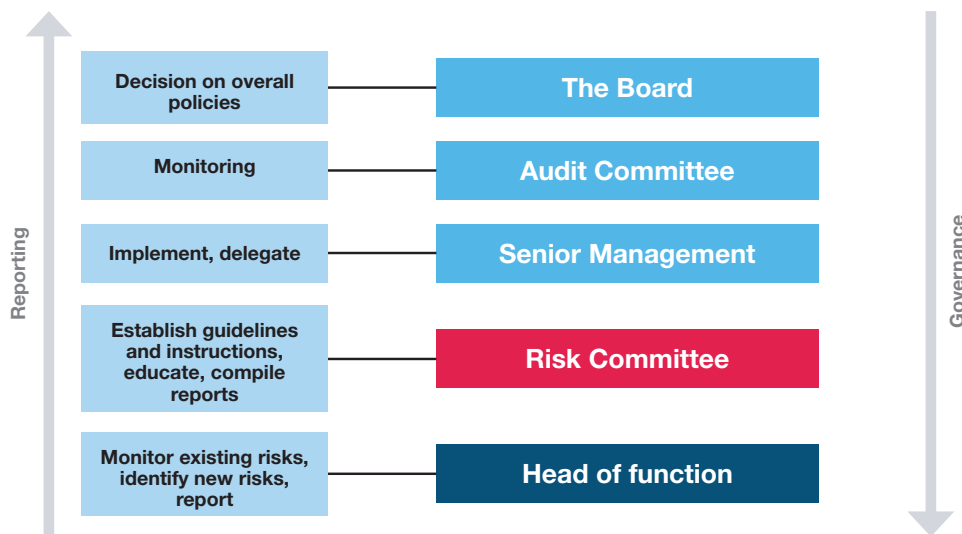 Decision on overall
policies
The Board
Monitoring
Audit Committee
Implement, delegate
Senior Management
Reporting
Governance
Establish guidelines
and instructions,
educate, compile
reports
Risk Committee
Monitor existing risks,
identify new risks,
report
Head of function